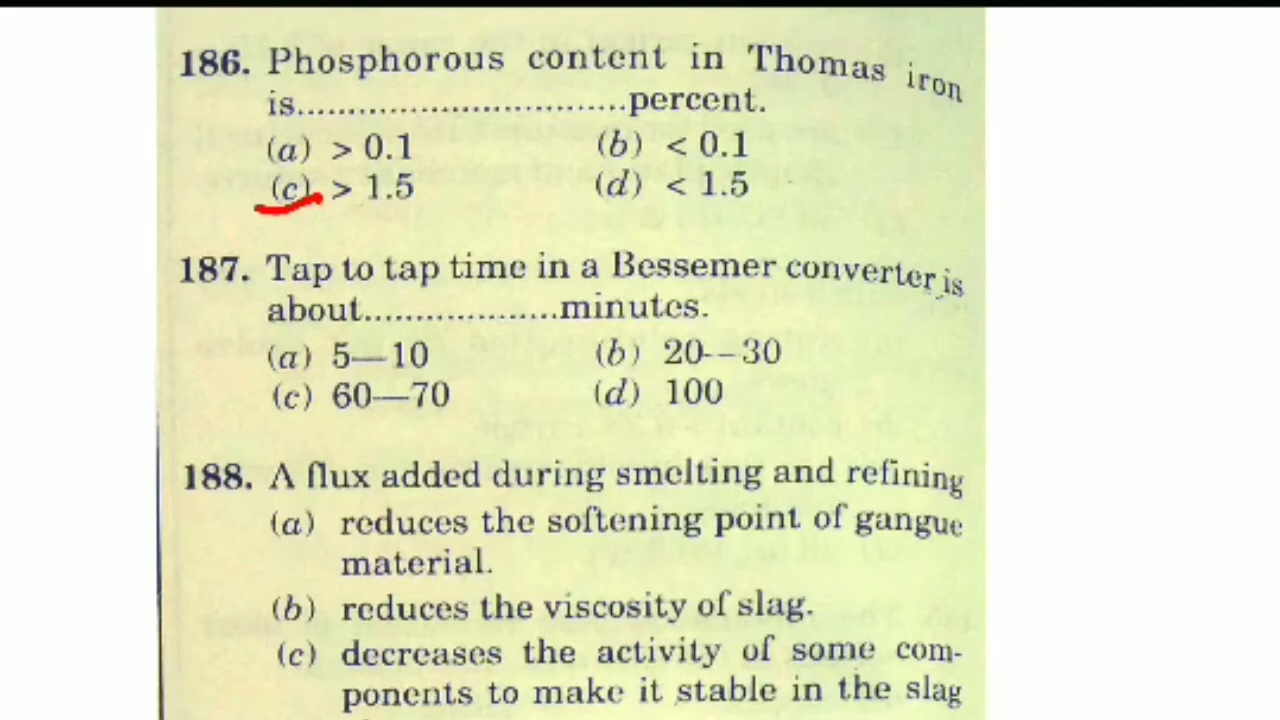 186. Phosphorous content in Thomas iron
is..............................percent.
(a) > 0.1 (b) < 0.1
(c) > 1.5 (d) < 1.5
187. Tap to tap time in a Bessemer converter is
about..................minutes.
(a) 5—10 (b) 20--30
(c) 60—70 (d) 100
188. A flux added during smelting and refining
(a) reduces the softening point of gangue
material.
(b) reduces the viscosity of slag.
(c) decreases the activity of some com-
ponents to make it stable in the slag